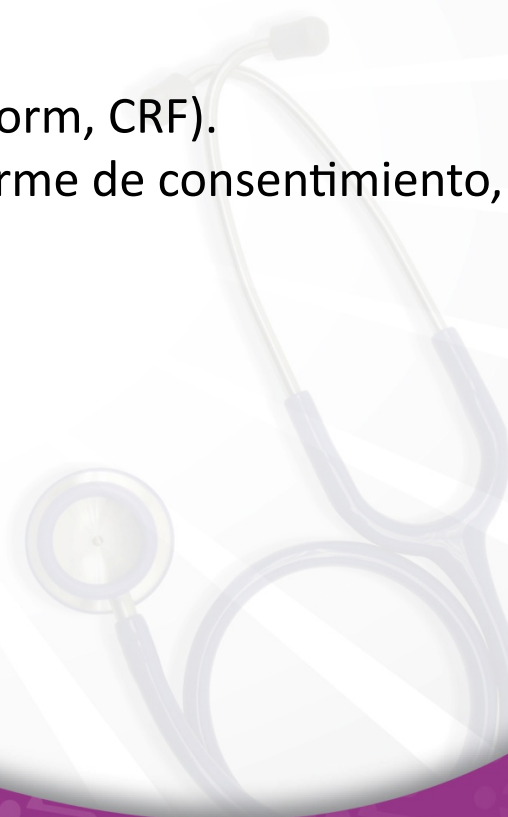 orm, CRF).
rme de consentimiento,